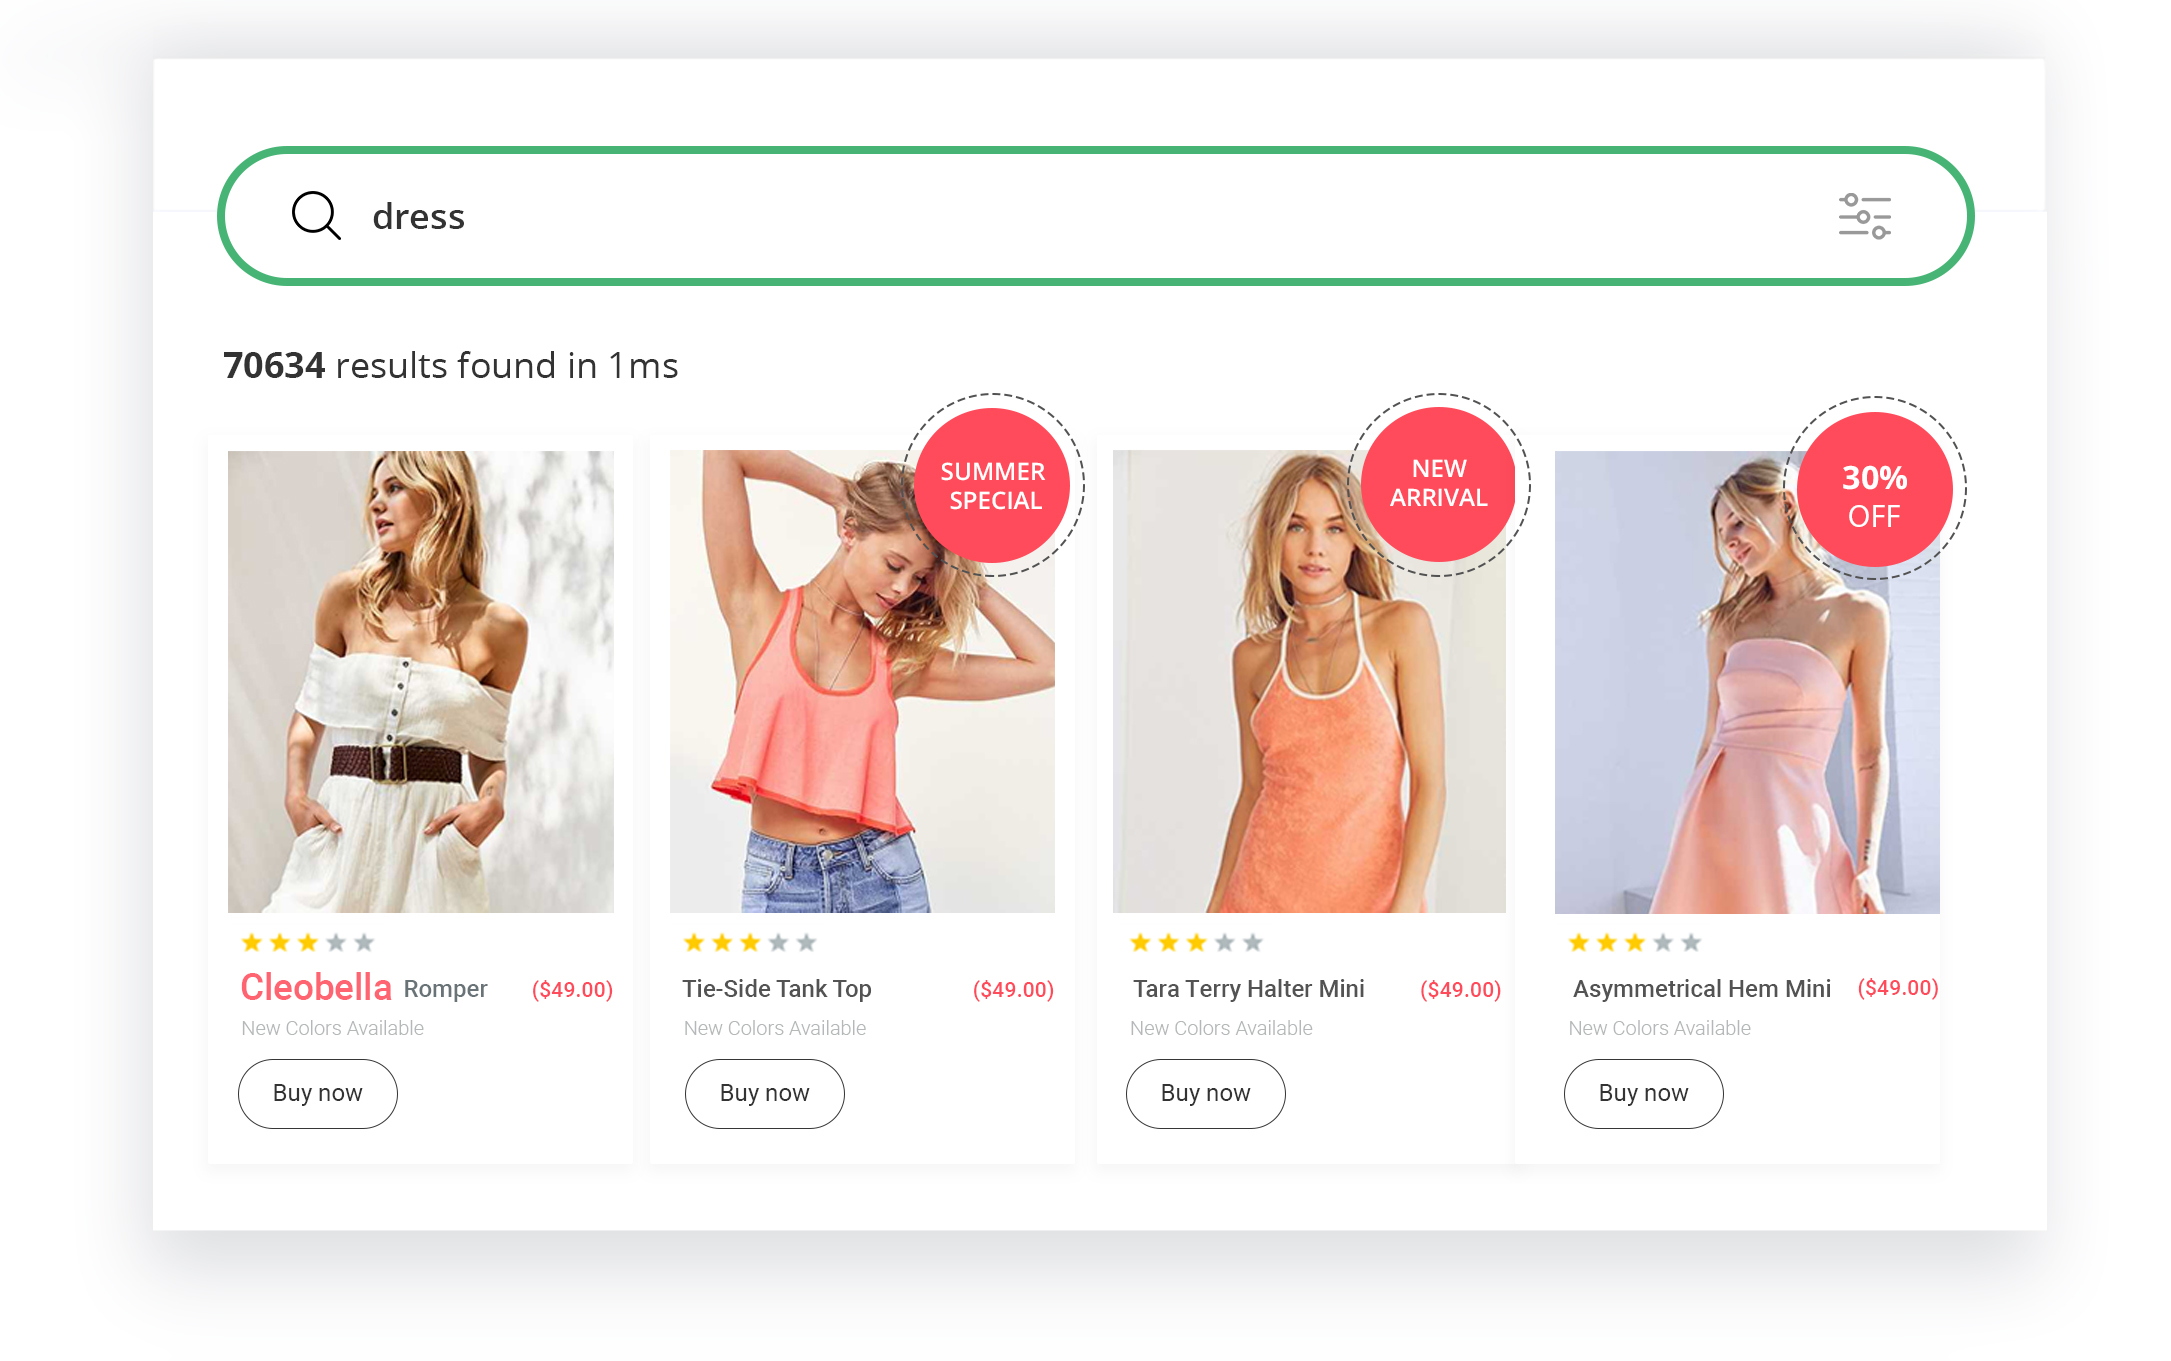 dress
70634 results found in 1ms
SUMMER
SPECIAL
NEW
ARRIVAL
30%
OFF
Cleobella Romper ($49.00)
New Colors Available
Buy now
Tie-Side Tank Top ($49.00)
New Colors Available
Buy now
Tara Terry Halter Mini ($49.00)
New Colors Available
Buy now
Asymmetrical Hem Mini ($49.00)
New Colors Available
Buy now